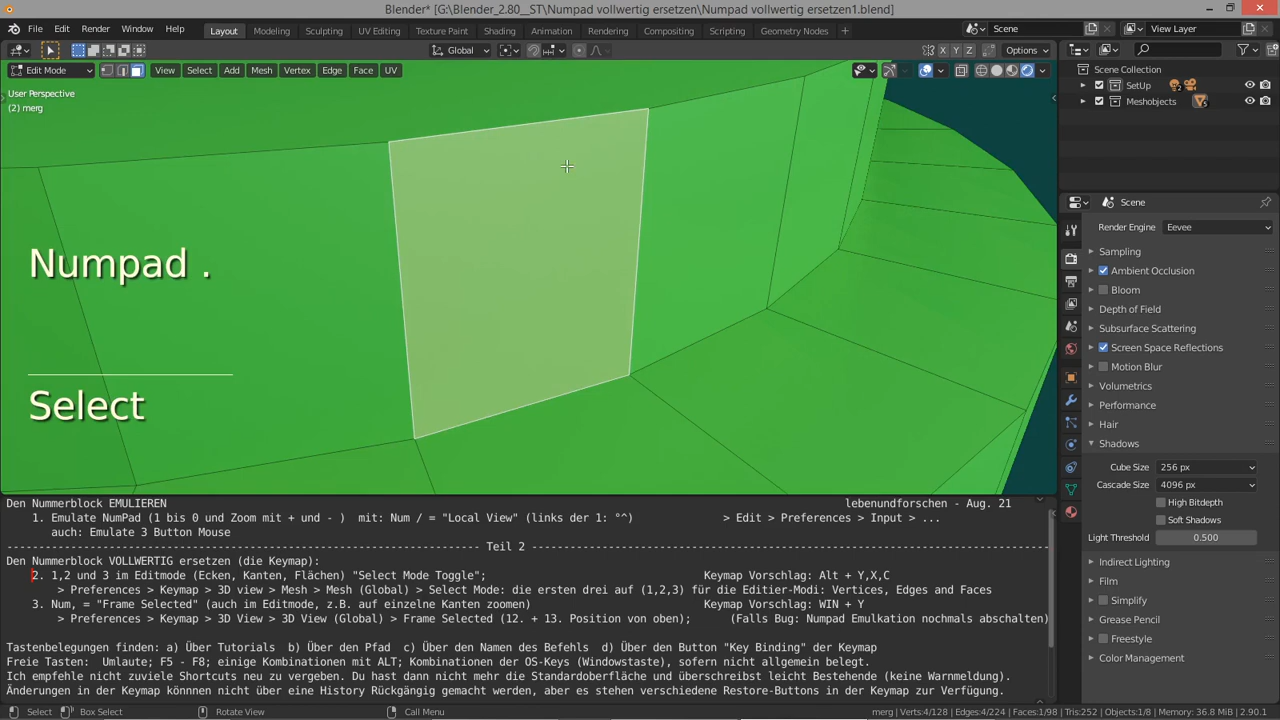 Blender* [G:\Blender_2.80__ST\Numpad vollwertig ersetzen\Numpad vollwertig ersetzen1.blend]
File Edit Render Window Help
Layout Modeling Sculpting UV Editing Texture Paint Shading Animation Rendering Compositing Scripting Geometry Nodes +
Scene
View Layer
Global
X Y Z
Options
Edit Mode
View Select Add Mesh Vertex Edge Face UV
User Perspective
(2) merg
Numpad .
Select
Scene Collection
SetUp 2
Meshobjects 5
Scene
Render Engine Eevee
Sampling
Ambient Occlusion
Bloom
Depth of Field
Subsurface Scattering
Screen Space Reflections
Motion Blur
Volumetrics
Performance
Hair
Shadows
Cube Size 256 px
Cascade Size 4096 px
High Bitdepth
Soft Shadows
Light Threshold 0.500
Indirect Lighting
Film
Simplify
Grease Pencil
Freestyle
Color Management
Den Nummerblock EMULIEREN lebenundforschen - Aug. 21
1. Emulate NumPad (1 bis 0 und Zoom mit + und - ) mit: Num / = "Local View" (links der 1: °^) > Edit > Preferences > Input > ...
auch: Emulate 3 Button Mouse
------------------------------------------------------------------ Teil 2 ------------------------------------------------------------------------
Den Nummerblock VOLLWERTIG ersetzen (die Keymap):
2. 1,2 und 3 im Editmode (Ecken, Kanten, Flächen) "Select Mode Toggle"; Keymap Vorschlag: Alt + Y,X,C
> Preferences > Keymap > 3D view > Mesh > Mesh (Global) > Select Mode: die ersten drei auf (1,2,3) für die Editier-Modi: Vertices, Edges and Faces
3. Num, = "Frame Selected" (auch im Editmode, z.B. auf einzelne Kanten zoomen) Keymap Vorschlag: WIN + Y
> Preferences > Keymap > 3D View > 3D View (Global) > Frame Selected (12. + 13. Position von oben); (Falls Bug: Numpad Emulkation nochmals abschalten)
Tastenbelegungen finden: a) Über Tutorials b) Über den Pfad c) Über den Namen des Befehls d) Über den Button "Key Binding" der Keymap
Freie Tasten: Umlaute; F5 - F8; einige Kombinationen mit ALT; Kombinationen der OS-Keys (Windowstaste), sofern nicht allgemein belegt.
Ich empfehle nicht zuviele Shortcuts neu zu vergeben. Du hast dann nicht mehr die Standardoberfläche und überschreibst leicht Bestehende (keine Warnmeldung).
Änderungen in der Keymap könnnen nicht über eine History Rückgängig gemacht werden, aber es stehen verschiedene Restore-Buttons in der Keymap zur Verfügung.
Select Box Select Rotate View Call Menu
merg | Verts:4/128 | Edges:4/224 | Faces:1/98 | Tris:252 | Objects:1/8 | Memory: 36.8 MiB | 2.90.1